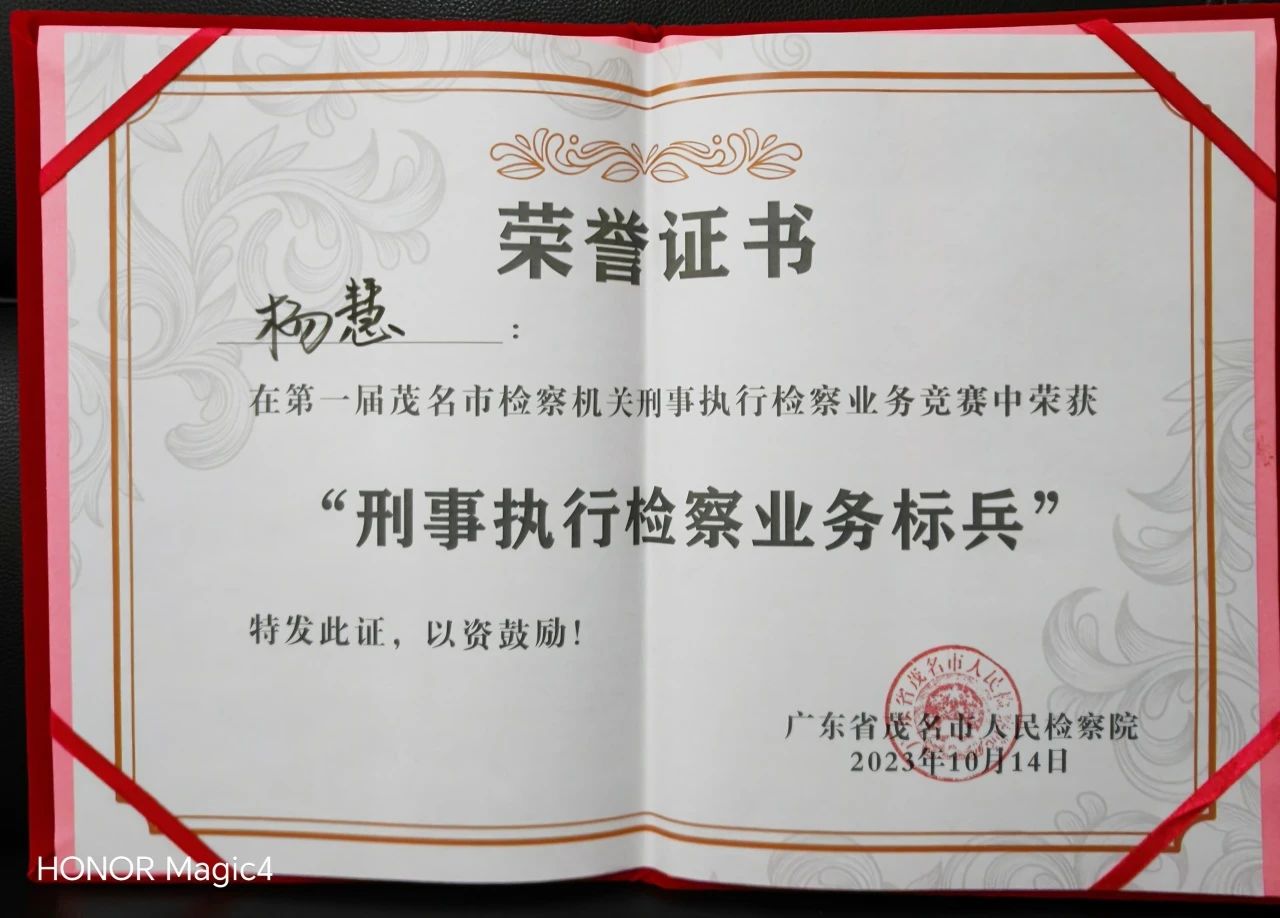 荣誉证书
杨慧：
在第一届茂名市检察机关刑事执行检察业务竞赛中荣获
“刑事执行检察业务标兵”
特发此证，以资鼓励！
广东省茂名市人民检察院
2023年10月14日
HONOR Magic4